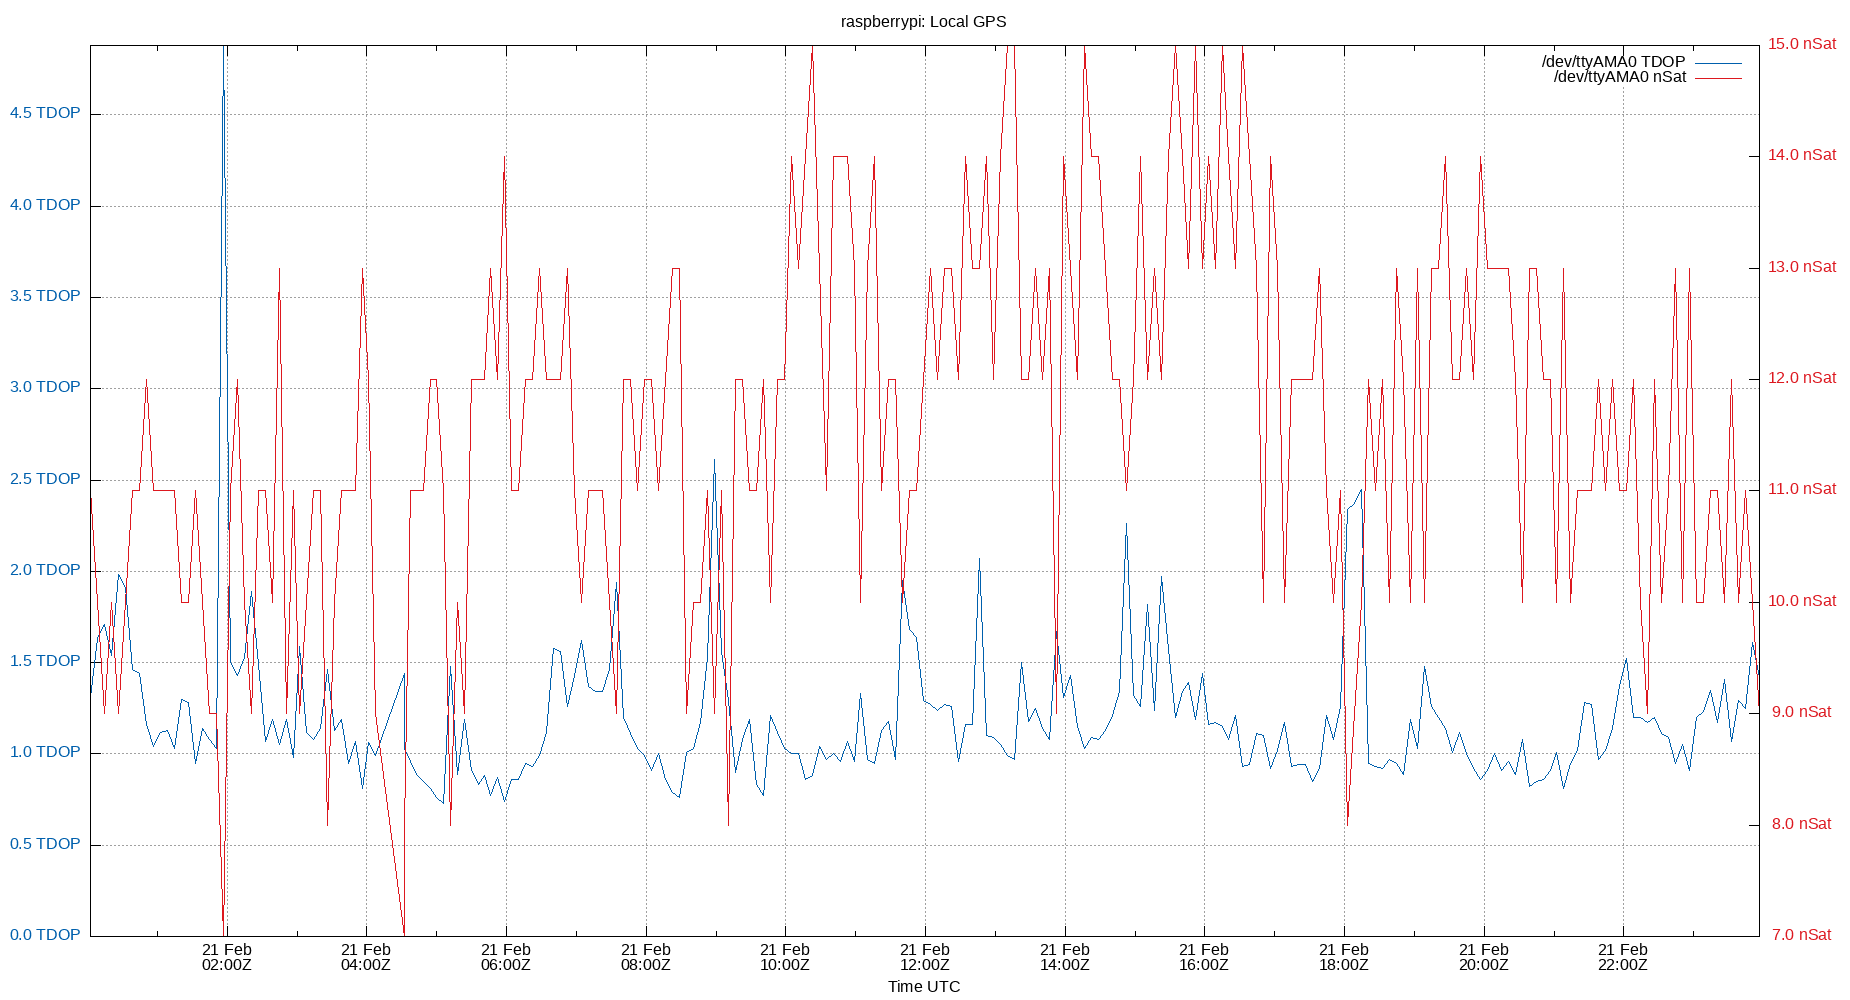 raspberrypi: Local GPS
/dev/ttyAMA0 TDOP
/dev/ttyAMA0 nSat
4.5 TDOP
4.0 TDOP
3.5 TDOP
3.0 TDOP
2.5 TDOP
2.0 TDOP
1.5 TDOP
1.0 TDOP
0.5 TDOP
0.0 TDOP
15.0 nSat
14.0 nSat
13.0 nSat
12.0 nSat
11.0 nSat
10.0 nSat
9.0 nSat
8.0 nSat
7.0 nSat
21 Feb
02:00Z
21 Feb
04:00Z
21 Feb
06:00Z
21 Feb
08:00Z
21 Feb
10:00Z
21 Feb
12:00Z
21 Feb
14:00Z
21 Feb
16:00Z
21 Feb
18:00Z
21 Feb
20:00Z
21 Feb
22:00Z
Time UTC